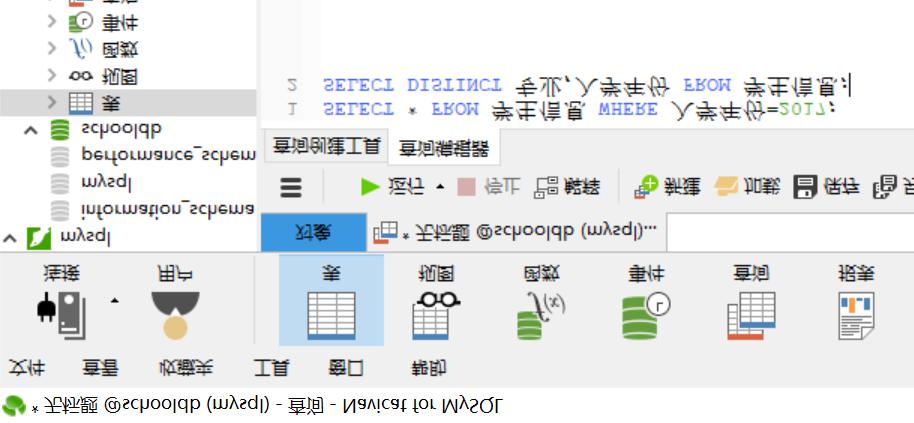 * 无标题 @schooldb (mysql) - 查询 - Navicat for MySQL
文件 查看 收藏夹 工具 窗口 帮助
连接 用户 表 视图 函数 事件 查询 报表
mysql
information_schema
mysql
performance_schem
schooldb
表
视图
函数
事件
对象 * 无标题 @schooldb (mysql)...
运行 停止 解释 新建 加载 保存
查询创建工具 查询编辑器
1 SELECT * FROM 学生信息 WHERE 入学年份=2017;
2 SELECT DISTINCT 专业,入学年份 FROM 学生信息;